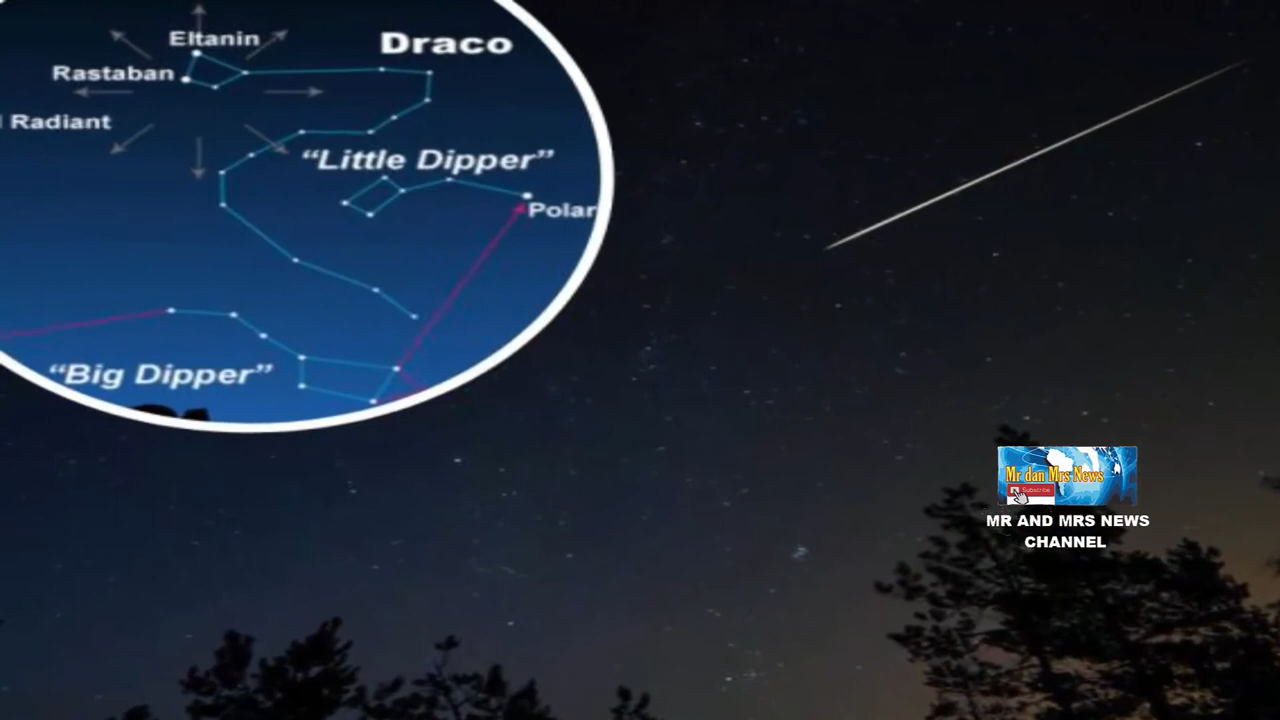 Eltanin
Draco
Rastaban
Radiant
“Little Dipper”
Polar
“Big Dipper”
Mr dan Mrs News
Subscribe
MR AND MRS NEWS
CHANNEL